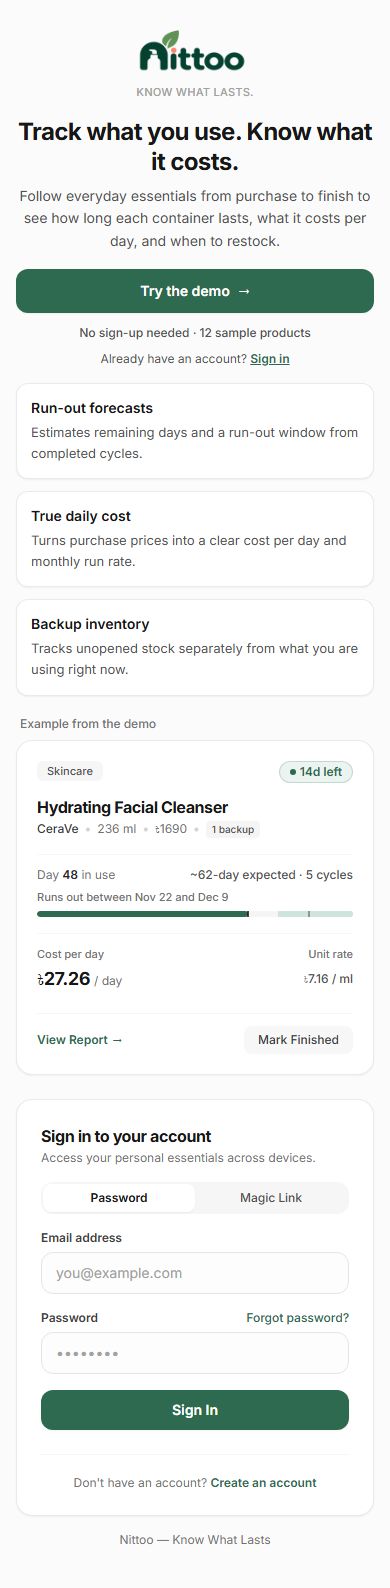 Nittoo
KNOW WHAT LASTS.
Track what you use. Know what
it costs.
Follow everyday essentials from purchase to finish to
see how long each container lasts, what it costs per
day, and when to restock.
Try the demo →
No sign-up needed · 12 sample products
Already have an account? Sign in
Run-out forecasts
Estimates remaining days and a run-out window from
completed cycles.
True daily cost
Turns purchase prices into a clear cost per day and
monthly run rate.
Backup inventory
Tracks unopened stock separately from what you are
using right now.
Example from the demo
Skincare ● 14d left
Hydrating Facial Cleanser
CeraVe • 236 ml • ৳1690 • 1 backup
Day 48 in use ~62-day expected · 5 cycles
Runs out between Nov 22 and Dec 9
Cost per day Unit rate
৳27.26 / day ৳7.16 / ml
View Report → Mark Finished
Sign in to your account
Access your personal essentials across devices.
Password Magic Link
Email address
you@example.com
Password Forgot password?
••••••••
Sign In
Don't have an account? Create an account
Nittoo — Know What Lasts